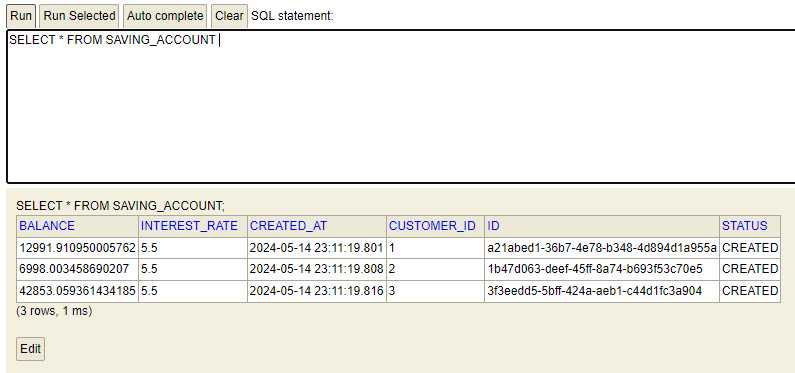 Run Run Selected Auto complete Clear SQL statement:
SELECT * FROM SAVING_ACCOUNT
SELECT * FROM SAVING_ACCOUNT;
BALANCE INTEREST_RATE CREATED_AT CUSTOMER_ID ID STATUS
12991.910950005762 5.5 2024-05-14 23:11:19.801 1 a21abed1-36b7-4e78-b348-4d894d1a955a CREATED
6998.003458690207 5.5 2024-05-14 23:11:19.808 2 1b47d063-deef-45ff-8a74-b693f53c70e5 CREATED
42853.059361434185 5.5 2024-05-14 23:11:19.816 3 3f3eedd5-5bff-424a-aeb1-c44d1fc3a904 CREATED
(3 rows, 1 ms)
Edit